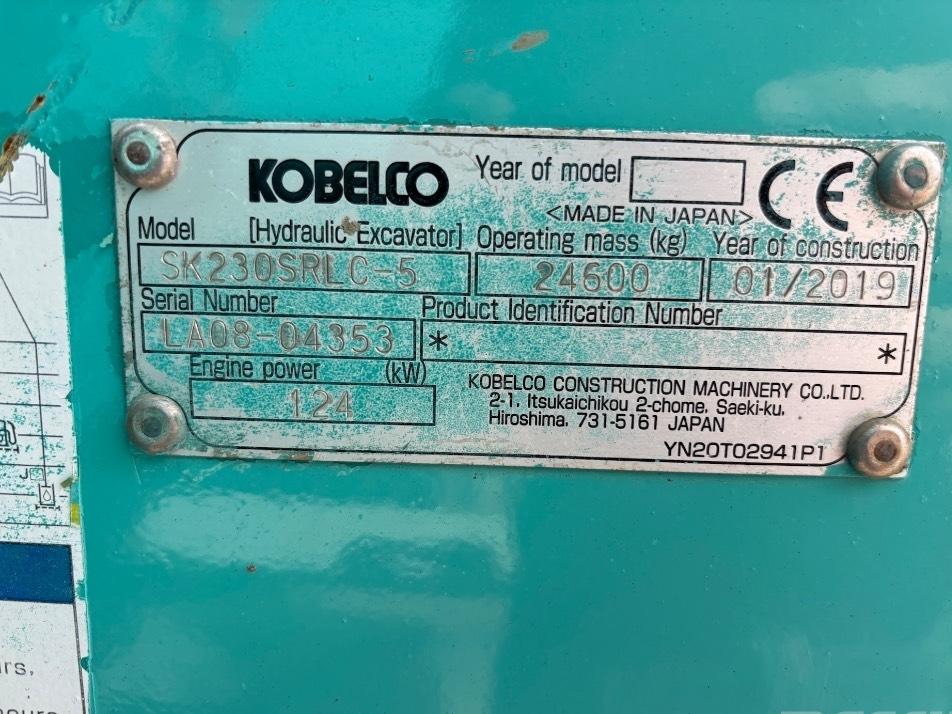 KOBELCO Year of model CE
<MADE IN JAPAN>
Model [Hydraulic Excavator] Operating mass (kg) Year of construction
SK230SRLC-5 24600 01/2019
Serial Number Product Identification Number
LA08-04353 * *
Engine power (kW)
124
KOBELCO CONSTRUCTION MACHINERY CO.,LTD.
2-1, Itsukaichikou 2-chome, Saeki-ku,
Hiroshima, 731-5161 JAPAN
YN20T02941P1